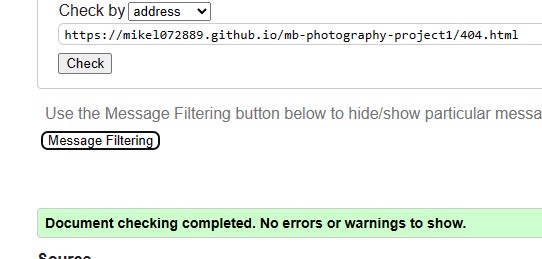 Check by address
https://mikel072889.github.io/mb-photography-project1/404.html
Check
Use the Message Filtering button below to hide/show particular messa
Message Filtering
Document checking completed. No errors or warnings to show.
Source